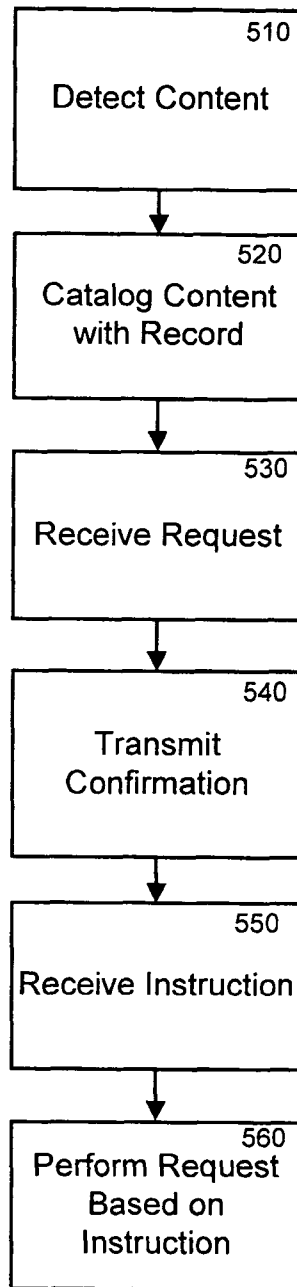 510
Detect Content
520
Catalog Content
with Record
530
Receive Request
540
Transmit
Confirmation
550
Receive Instruction
560
Perform Request
Based on
Instruction